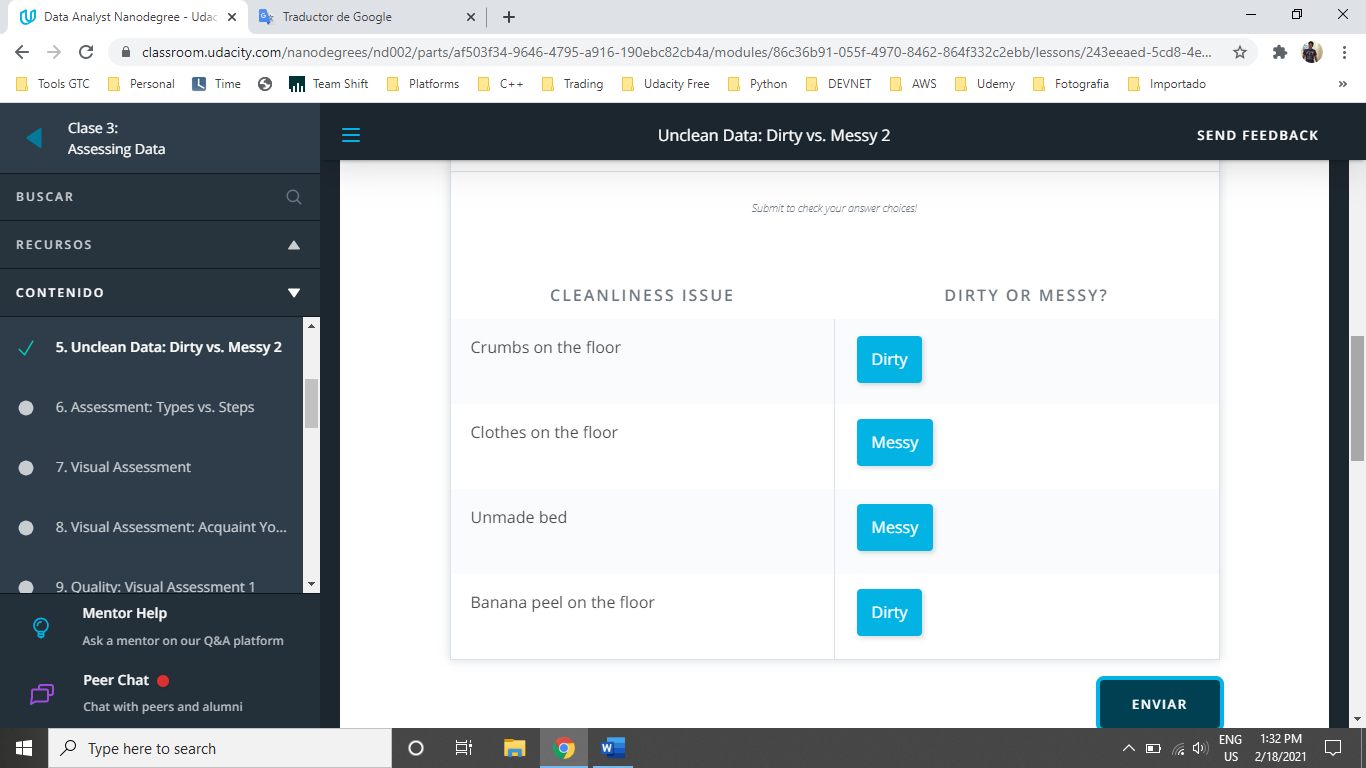 Data Analyst Nanodegree - Udac
Traductor de Google
classroom.udacity.com/nanodegrees/nd002/parts/af503f34-9646-4795-a916-190ebc82cb4a/modules/86c36b91-055f-4970-8462-864f332c2ebb/lessons/243eeaed-5cd8-4e...
Tools GTC
Personal
Time
Team Shift
Platforms
C++
Trading
Udacity Free
Python
DEVNET
AWS
Udemy
Fotografia
Importado
»
Clase 3:
Assessing Data
Unclean Data: Dirty vs. Messy 2
SEND FEEDBACK
BUSCAR
RECURSOS
CONTENIDO
5. Unclean Data: Dirty vs. Messy 2
6. Assessment: Types vs. Steps
7. Visual Assessment
8. Visual Assessment: Acquaint Yo...
9. Quality: Visual Assessment 1
Mentor Help
Ask a mentor on our Q&A platform
Peer Chat
Chat with peers and alumni
Submit to check your answer choices!
CLEANLINESS ISSUE
DIRTY OR MESSY?
Crumbs on the floor
Dirty
Clothes on the floor
Messy
Unmade bed
Messy
Banana peel on the floor
Dirty
ENVIAR
Type here to search
W
ENG
US
1:32 PM
2/18/2021